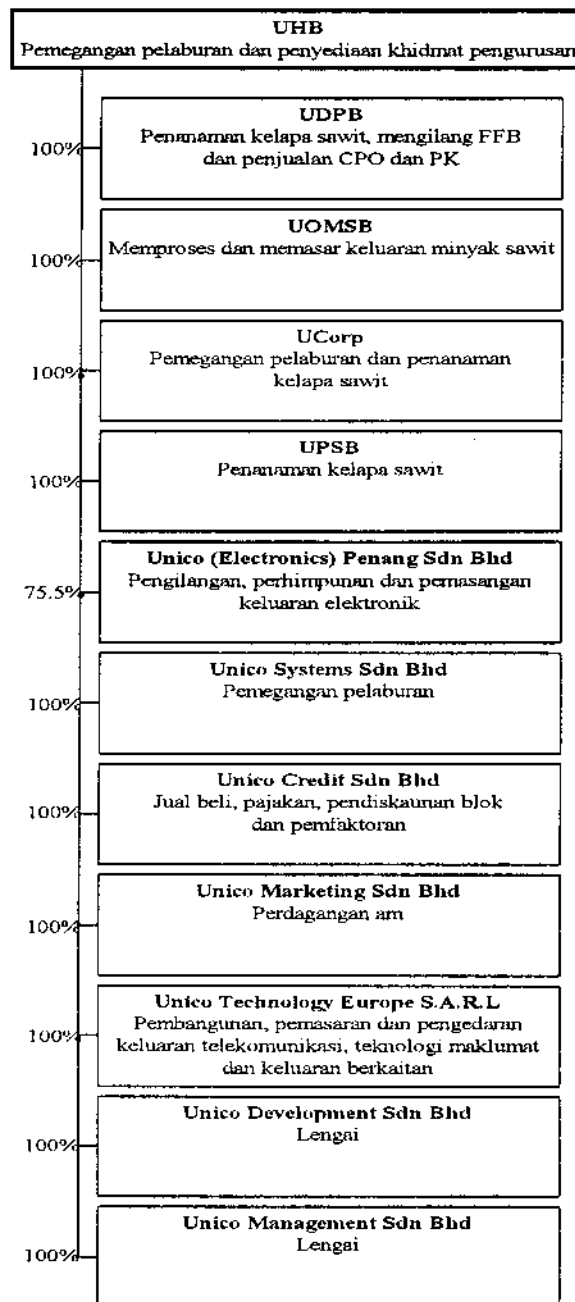 UHB
Pemegangan pelaburan dan penyediaan khidmat pengurusan
100%
UDPB
Penanaman kelapa sawit, mengilang FFB
dan penjualan CPO dan PK
100%
UOMSB
Memproses dan memasar keluaran minyak sawit
100%
UCorp
Pemegangan pelaburan dan penanaman
kelapa sawit
100%
UPSB
Penanaman kelapa sawit
75.5%
Unico (Electronics) Penang Sdn Bhd
Pengilangan, perhimpunan dan pemasangan
keluaran elektronik
100%
Unico Systems Sdn Bhd
Pemegangan pelaburan
100%
Unico Credit Sdn Bhd
Jual beli, pajakan, pendiskaunan blok
dan pemfaktoran
100%
Unico Marketing Sdn Bhd
Perdagangan am
100%
Unico Technology Europe S.A.R.L
Pembangunan, pemasaran dan pengedaran
keluaran telekomunikasi, teknologi maklumat
dan keluaran berkaitan
100%
Unico Development Sdn Bhd
Lengai
100%
Unico Management Sdn Bhd
Lengai